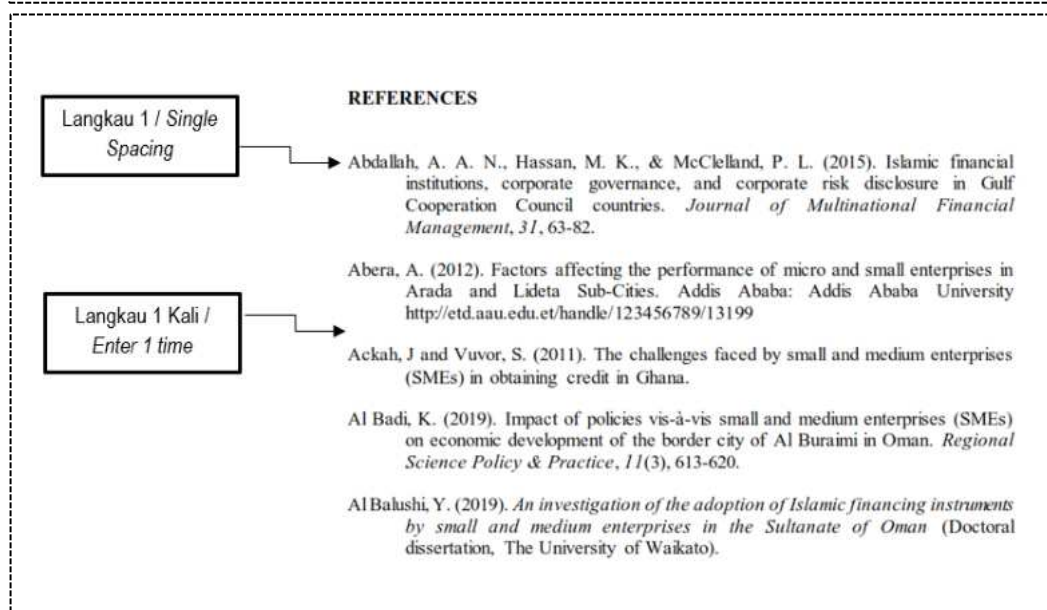 REFERENCES
Langkau 1 / Single
Spacing
Abdallah, A. A. N., Hassan, M. K., & McClelland, P. L. (2015). Islamic financial
institutions, corporate governance, and corporate risk disclosure in Gulf
Cooperation Council countries. Journal of Multinational Financial
Management, 31, 63-82.
Abera, A. (2012). Factors affecting the performance of micro and small enterprises in
Arada and Lideta Sub-Cities. Addis Ababa: Addis Ababa University
http://etd.aau.edu.et/handle/123456789/13199
Langkau 1 Kali /
Enter 1 time
Ackah, J and Vuvor, S. (2011). The challenges faced by small and medium enterprises
(SMEs) in obtaining credit in Ghana.
Al Badi, K. (2019). Impact of policies vis-à-vis small and medium enterprises (SMEs)
on economic development of the border city of Al Buraimi in Oman. Regional
Science Policy & Practice, 11(3), 613-620.
Al Balushi, Y. (2019). An investigation of the adoption of Islamic financing instruments
by small and medium enterprises in the Sultanate of Oman (Doctoral
dissertation, The University of Waikato).